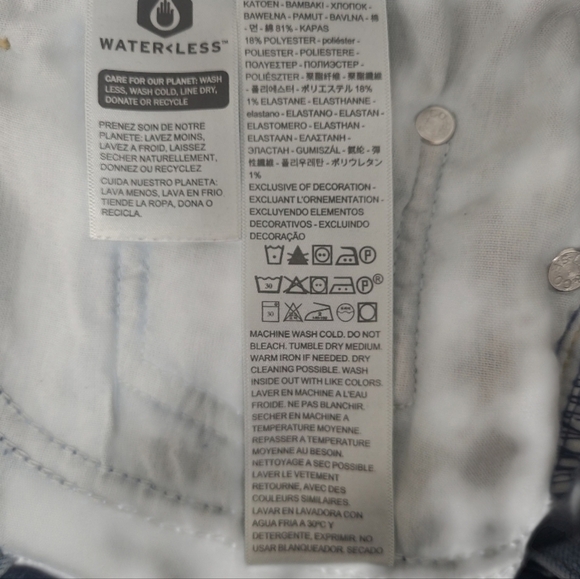 WATER<LESS™
CARE FOR OUR PLANET: WASH
LESS, WASH COLD, LINE DRY,
DONATE OR RECYCLE
PRENEZ SOIN DE NOTRE
PLANETE: LAVEZ MOINS,
LAVEZ A FROID, LAISSEZ
SECHER NATURELLEMENT,
DONNEZ OU RECYCLEZ
CUIDA NUESTRO PLANETA:
LAVA MENOS, LAVA EN FRIO
TIENDE LA ROPA, DONA O
RECICLA.
KATOEN - BAMBAKI - ХЛОПОК -
BAWEŁNA - PAMUT - BAVLNA - 棉
- 면 - 綿 81% - KAPAS
18% POLYESTER - poliéster -
POLIESTER - POLIESTERE -
ΠΟΛΥΕΣΤΕΡ - ПОЛИЭСТЕР -
POLIÉSZTER - 聚酯纤维 - 聚酯纖維
- 폴리에스터 - ポリエステル 18%
1% ELASTANE - ELASTHANNE -
elastano - ELASTANO - ELASTAN -
ELASTOMERO - ELASTHAN -
ELASTAAN - ΕΛΑΣΤΑΝΗ -
ЭЛАСТАН - GUMISZÁL - 氨纶 - 弹
性纖維 - 폴리우레탄 - ポリウレタン
1%
EXCLUSIVE OF DECORATION -
EXCLUANT L'ORNEMENTATION -
EXCLUYENDO ELEMENTOS
DECORATIVOS - EXCLUINDO
DECORAÇÃO
P
30 P®
30
MACHINE WASH COLD. DO NOT
BLEACH. TUMBLE DRY MEDIUM.
WARM IRON IF NEEDED. DRY
CLEANING POSSIBLE. WASH
INSIDE OUT WITH LIKE COLORS.
LAVER EN MACHINE A L'EAU
FROIDE. NE PAS BLANCHIR.
SECHER EN MACHINE A
TEMPERATURE MOYENNE.
REPASSER A TEMPERATURE
MOYENNE AU BESOIN.
NETTOYAGE A SEC POSSIBLE.
LAVER LE VETEMENT
RETOURNE, AVEC DES
COULEURS SIMILAIRES.
LAVAR EN LAVADORA CON
AGUA FRIA A 30ºC Y
DETERGENTE, EXPRIMIR. NO
USAR BLANQUEADOR. SECADO